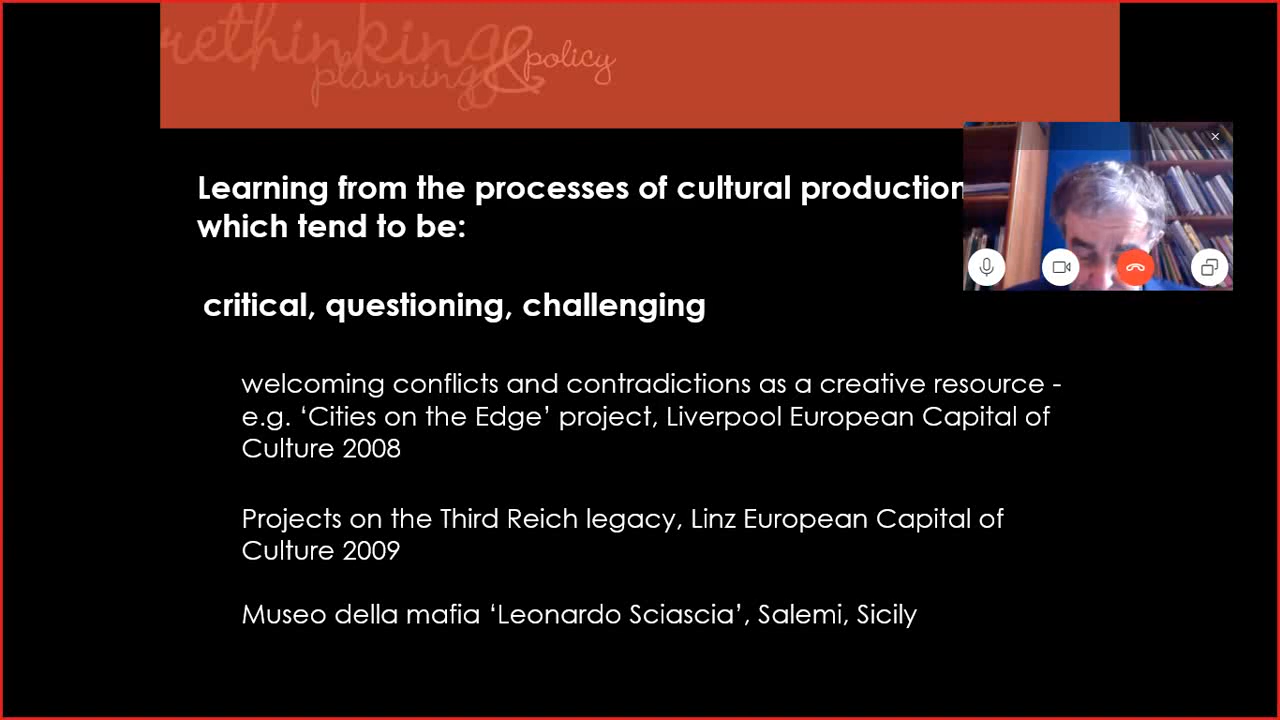 rethinking
planning & policy
Learning from the processes of cultural production
which tend to be:
critical, questioning, challenging
welcoming conflicts and contradictions as a creative resource -
e.g. ‘Cities on the Edge’ project, Liverpool European Capital of
Culture 2008
Projects on the Third Reich legacy, Linz European Capital of
Culture 2009
Museo della mafia ‘Leonardo Sciascia’, Salemi, Sicily